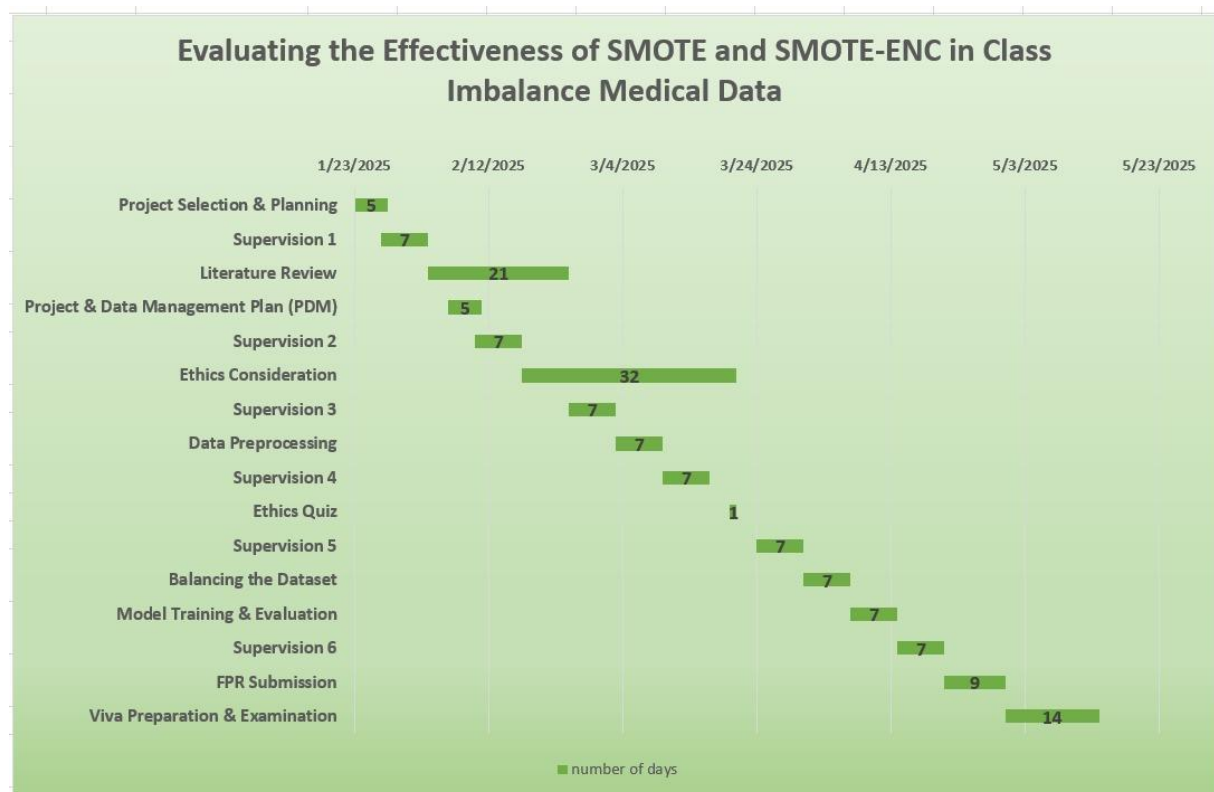 Evaluating the Effectiveness of SMOTE and SMOTE-ENC in Class
Imbalance Medical Data
1/23/2025 2/12/2025 3/4/2025 3/24/2025 4/13/2025 5/3/2025 5/23/2025
Project Selection & Planning 5
Supervision 1 7
Literature Review 21
Project & Data Management Plan (PDM) 5
Supervision 2 7
Ethics Consideration 32
Supervision 3 7
Data Preprocessing 7
Supervision 4 7
Ethics Quiz 1
Supervision 5 7
Balancing the Dataset 7
Model Training & Evaluation 7
Supervision 6 7
FPR Submission 9
Viva Preparation & Examination 14
number of days